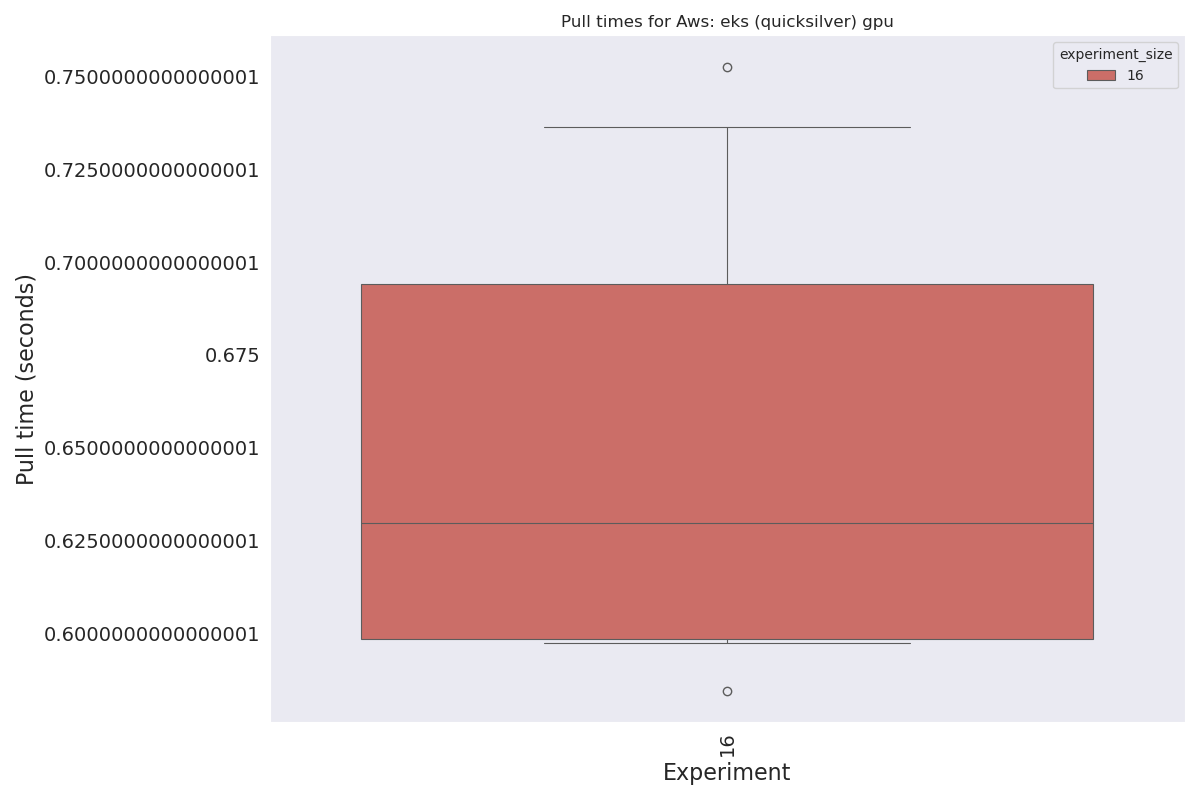 Pull times for Aws: eks (quicksilver) gpu
experiment_size
16
0.7500000000000001
0.7250000000000001
0.7000000000000001
0.675
0.6500000000000001
0.6250000000000001
0.6000000000000001
Pull time (seconds)
16
Experiment